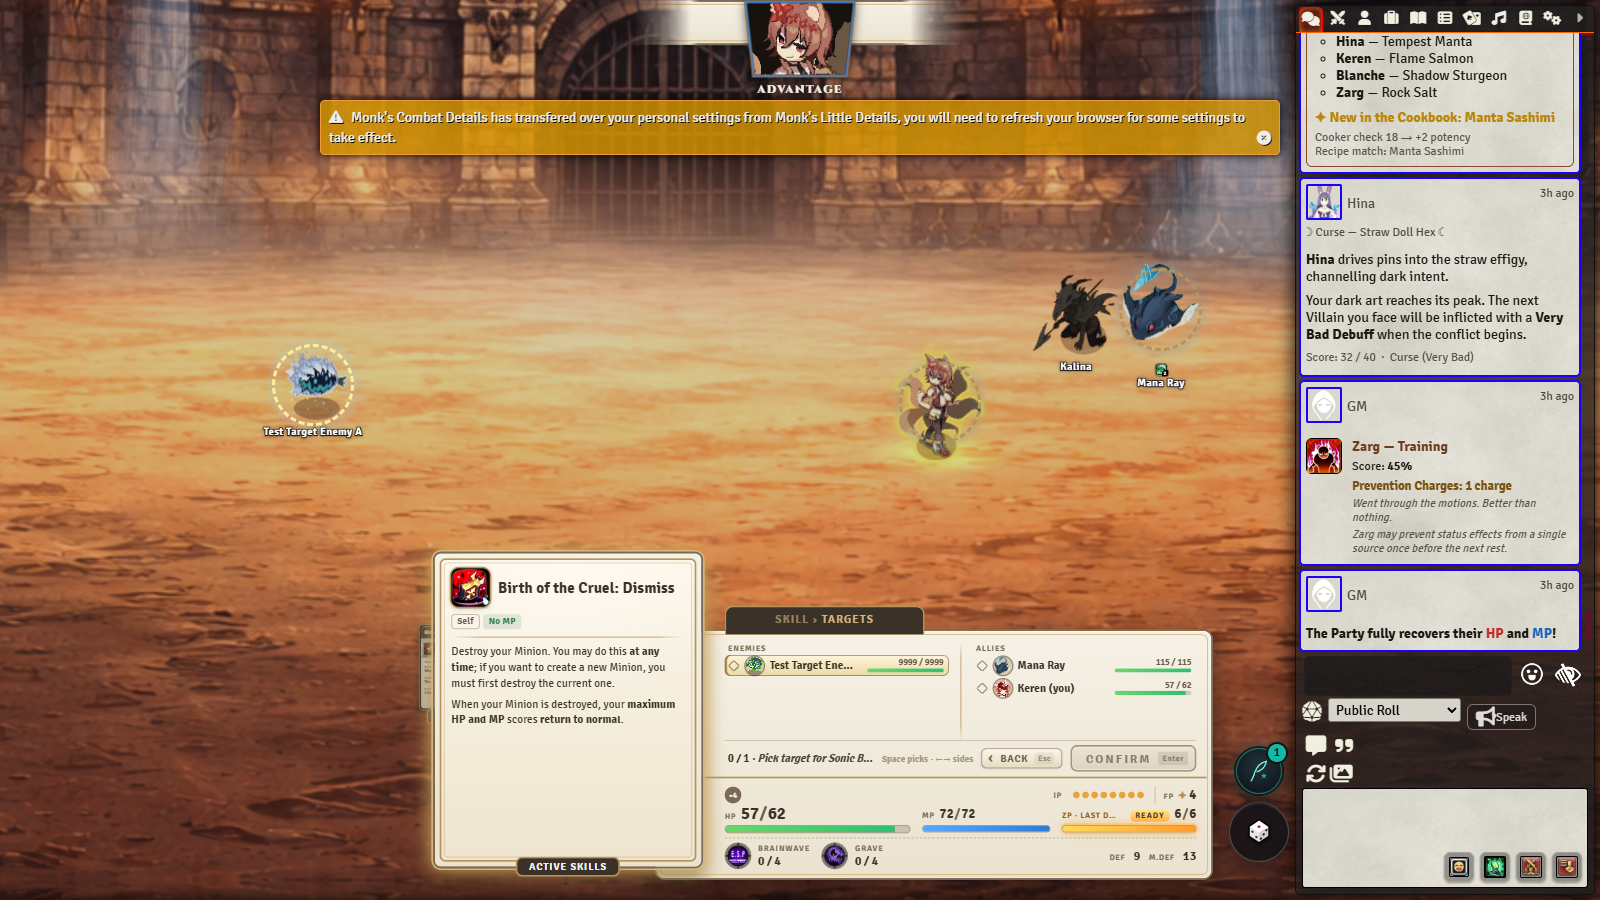 ADVANTAGE
Monk's Combat Details has transfered over your personal settings from Monk's Little Details, you will need to refresh your browser for some settings to
take effect.
Test Target Enemy A
Kalina
Mana Ray
Birth of the Cruel: Dismiss
Self No MP
Destroy your Minion. You may do this at any
time; if you want to create a new Minion, you
must first destroy the current one.
When your Minion is destroyed, your maximum
HP and MP scores return to normal.
ACTIVE SKILLS
SKILL › TARGETS
ENEMIES
Test Target Ene... 9999 / 9999
ALLIES
Mana Ray 115 / 115
Keren (you) 57 / 62
0 / 1 · Pick target for Sonic B... Space picks · ←→ sides
BACK Esc
CONFIRM Enter
IP FP 4
HP 57/62
MP 72/72
ZP · LAST D... READY 6/6
E.S.P BRAINWAVE 0 / 4
GRAVE 0 / 4
DEF 9 M.DEF 13
1
Hina — Tempest Manta
Keren — Flame Salmon
Blanche — Shadow Sturgeon
Zarg — Rock Salt
✦ New in the Cookbook: Manta Sashimi
Cooker check 18 → +2 potency
Recipe match: Manta Sashimi
Hina 3h ago
☽ Curse — Straw Doll Hex ☾
Hina drives pins into the straw effigy,
channelling dark intent.
Your dark art reaches its peak. The next
Villain you face will be inflicted with a Very
Bad Debuff when the conflict begins.
Score: 32 / 40 · Curse (Very Bad)
GM 3h ago
Zarg — Training
Score: 45%
Prevention Charges: 1 charge
Went through the motions. Better than
nothing.
Zarg may prevent status effects from a single
source once before the next rest.
GM 3h ago
The Party fully recovers their HP and MP!
Public Roll
Speak